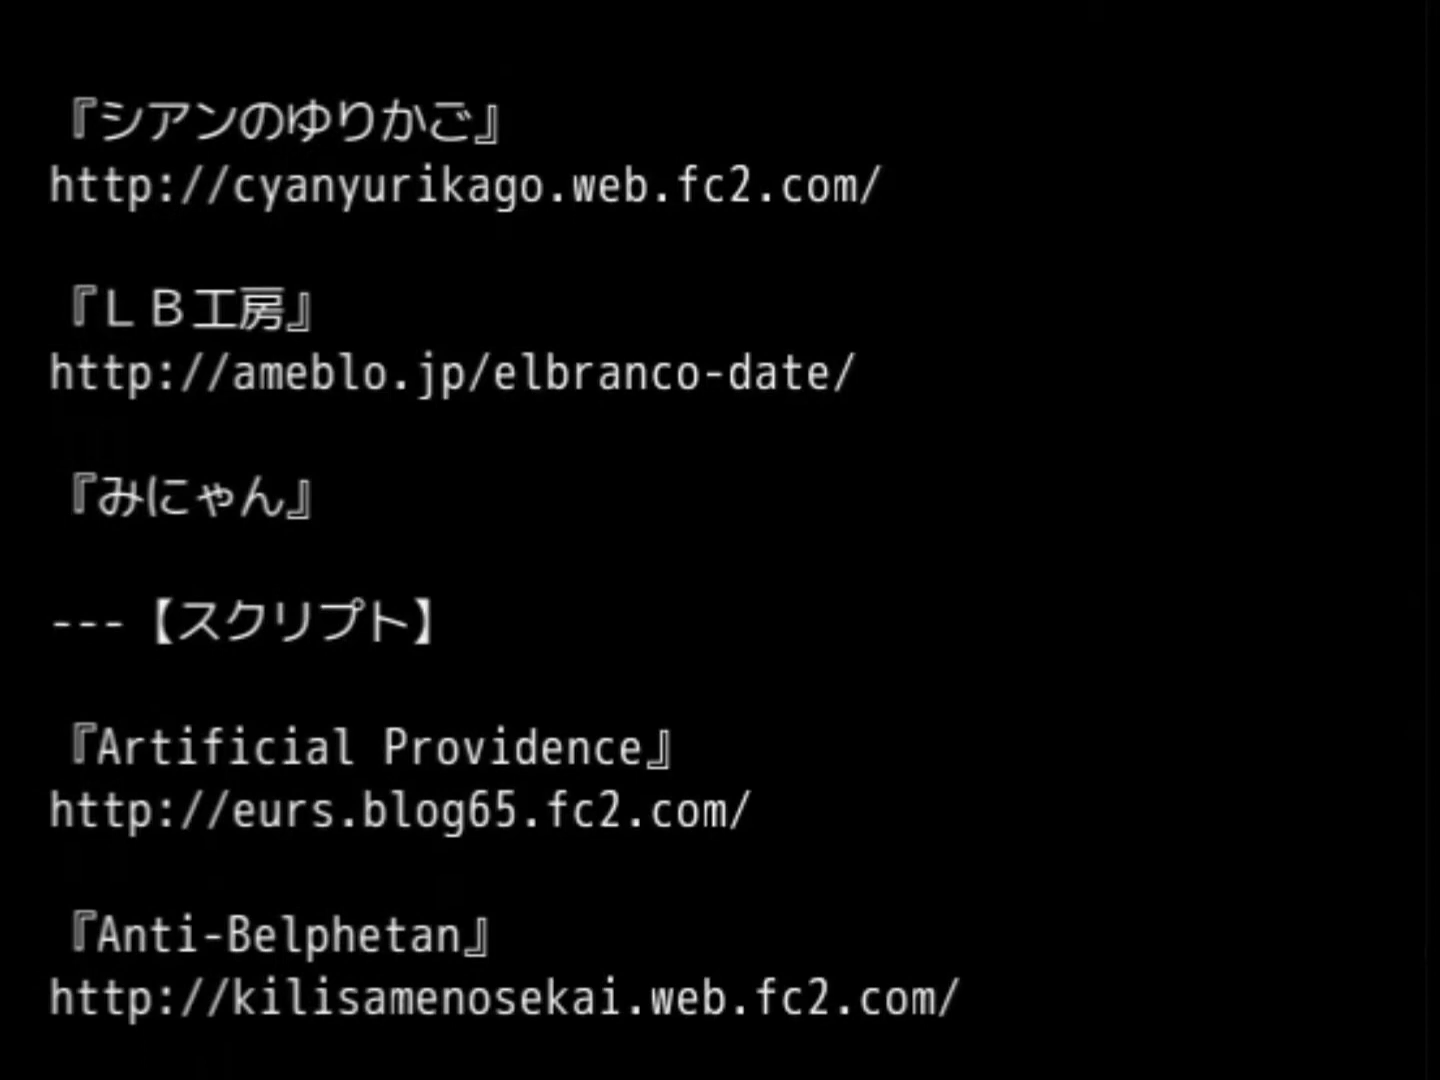 『シアンのゆりかご』
http://cyanyurikago.web.fc2.com/
『ＬＢ工房』
http://ameblo.jp/elbranco-date/
『みにゃん』
---【スクリプト】
『Artificial Providence』
http://eurs.blog65.fc2.com/
『Anti-Belphetan』
http://kilisamenosekai.web.fc2.com/